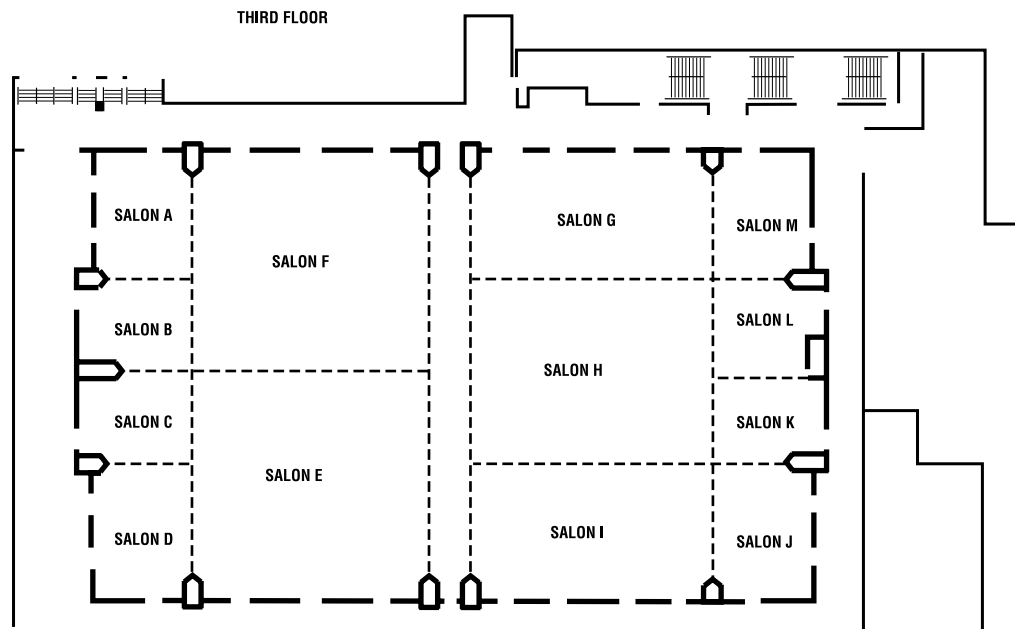 THIRD FLOOR
SALON A
SALON G
SALON M
SALON F
SALON B
SALON L
SALON H
SALON C
SALON K
SALON E
SALON D
SALON I
SALON J